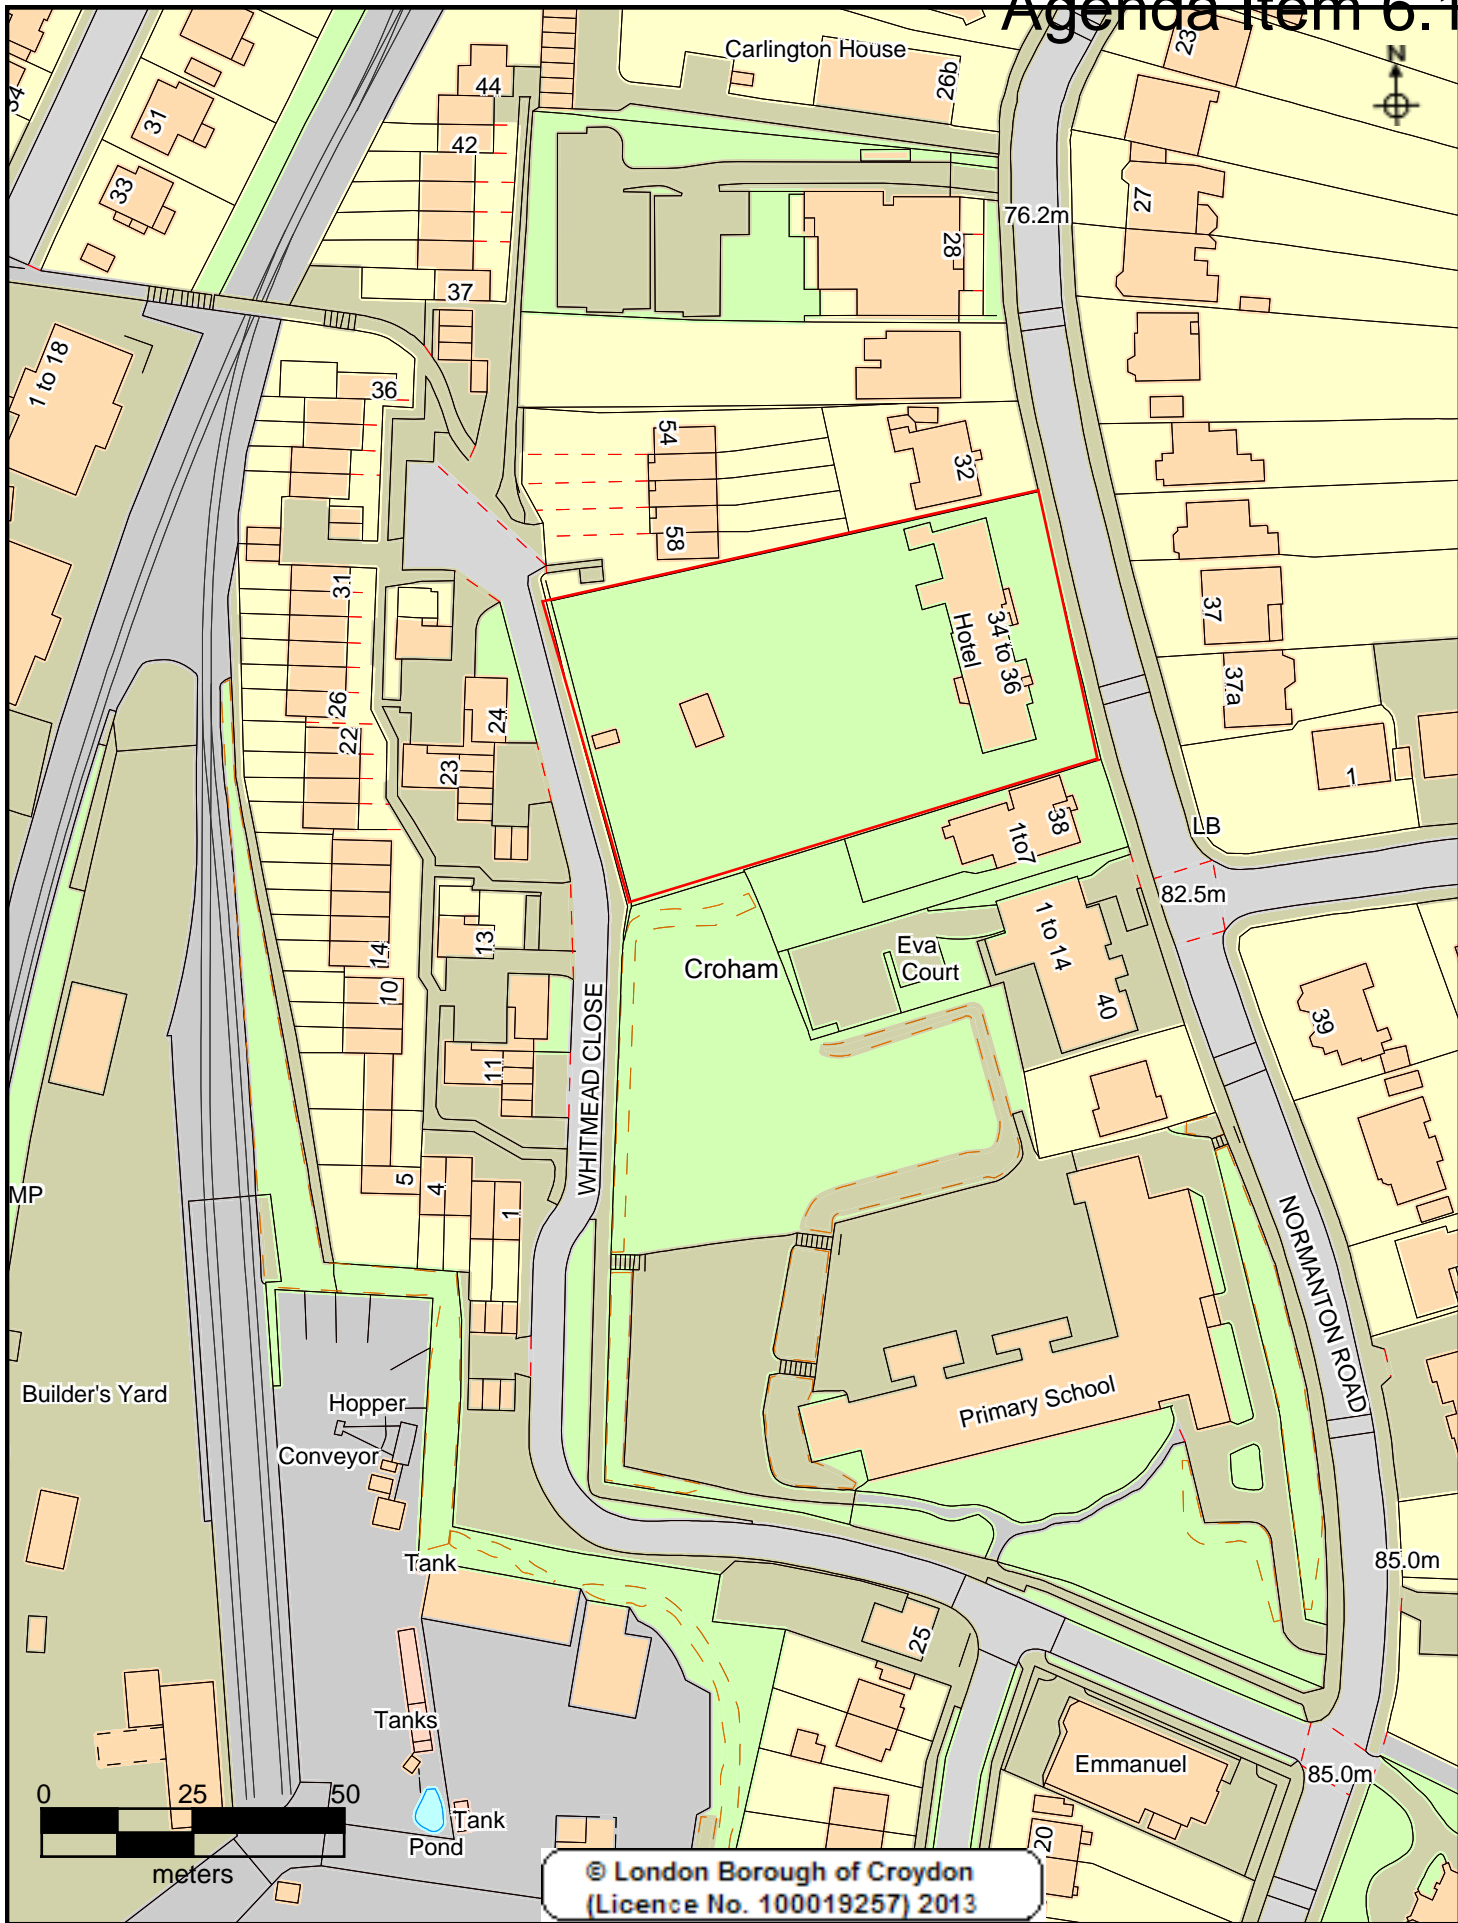 Agenda Item 6.1
Carlington House
N
23
44
26b
34
31
42
33
27
76.2m
28
37
1 to 18
36
54
32
58
31
37
34 to 36
Hotel
37a
26
24
22
23
1
38
1to7
LB
82.5m
1 to 14
14
13
Eva
Court
Croham
10
40
39
11
WHITMEAD CLOSE
5
4
1
MP
NORMANTON ROAD
Builder's Yard
Hopper
Primary School
Conveyor
Tank
85.0m
25
Tanks
Emmanuel
85.0m
0 25 50
meters
Tank
Pond
20
© London Borough of Croydon
(Licence No. 100019257) 2013